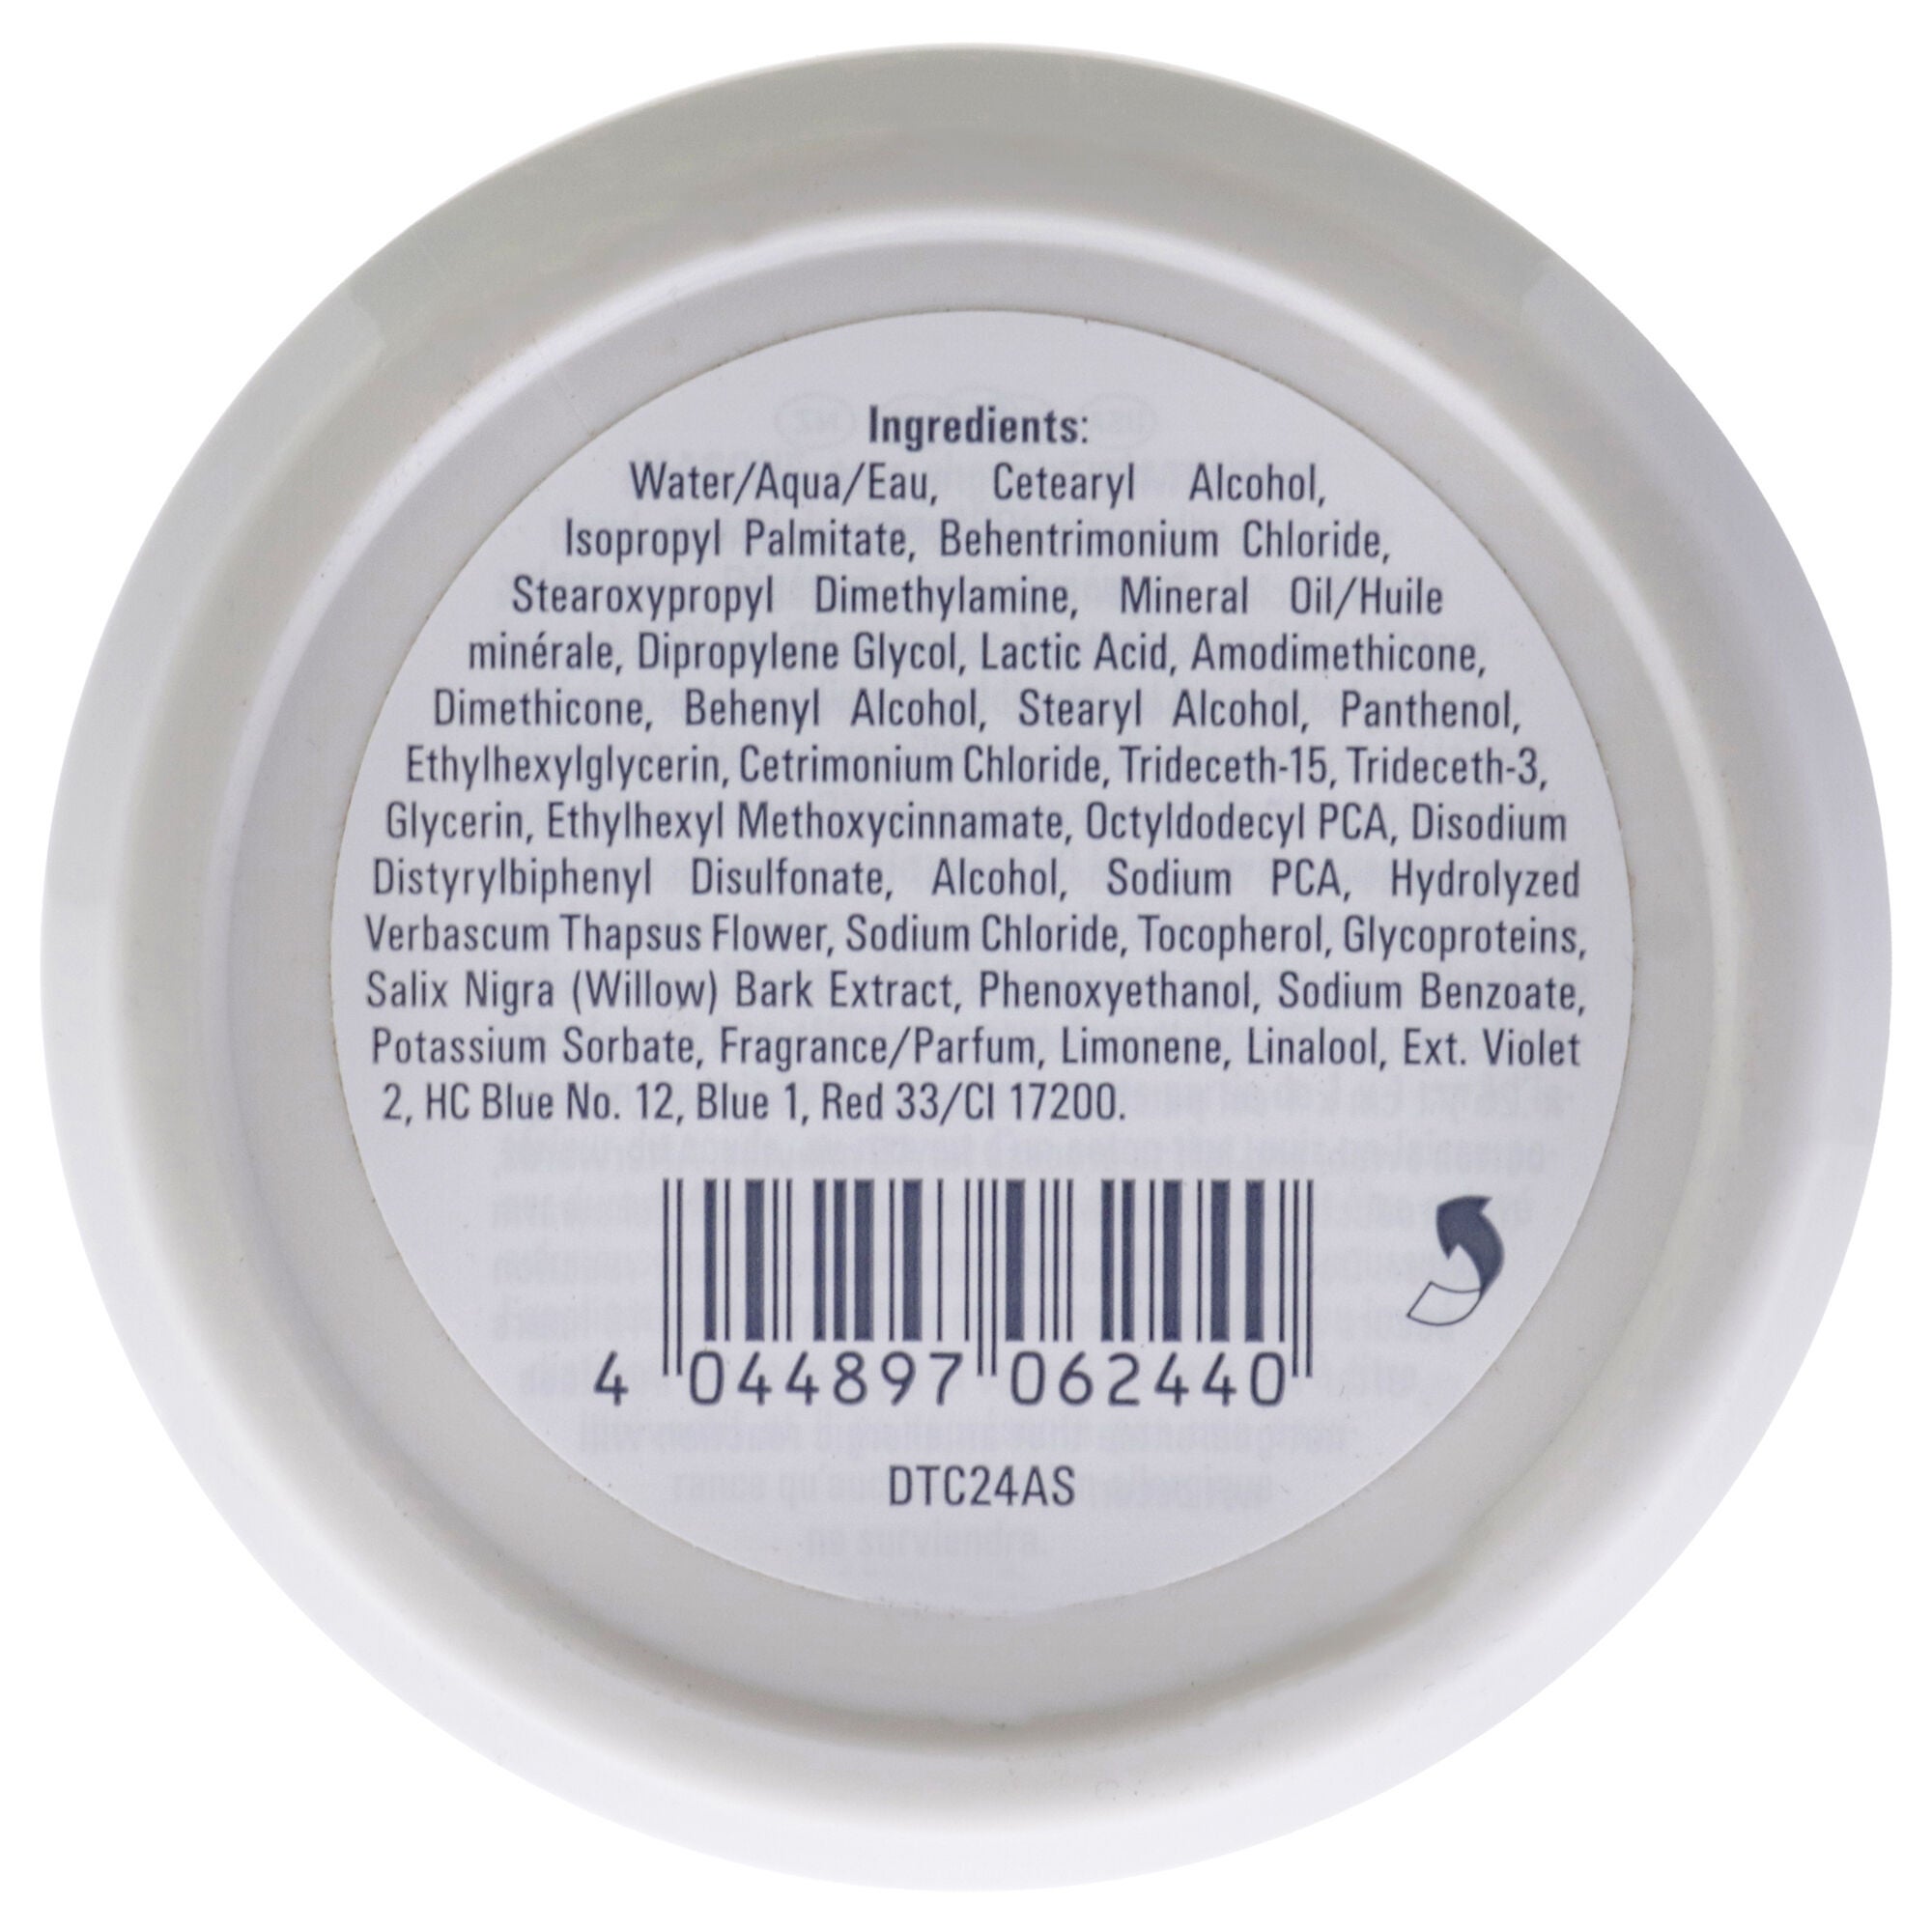 Ingredients:
Water/Aqua/Eau, Cetearyl Alcohol,
Isopropyl Palmitate, Behentrimonium Chloride,
Stearoxypropyl Dimethylamine, Mineral Oil/Huile
minérale, Dipropylene Glycol, Lactic Acid, Amodimethicone,
Dimethicone, Behenyl Alcohol, Stearyl Alcohol, Panthenol,
Ethylhexylglycerin, Cetrimonium Chloride, Trideceth-15, Trideceth-3,
Glycerin, Ethylhexyl Methoxycinnamate, Octyldodecyl PCA, Disodium
Distyrylbiphenyl Disulfonate, Alcohol, Sodium PCA, Hydrolyzed
Verbascum Thapsus Flower, Sodium Chloride, Tocopherol, Glycoproteins,
Salix Nigra (Willow) Bark Extract, Phenoxyethanol, Sodium Benzoate,
Potassium Sorbate, Fragrance/Parfum, Limonene, Linalool, Ext. Violet
2, HC Blue No. 12, Blue 1, Red 33/CI 17200.
4 044897 062440
DTC24AS